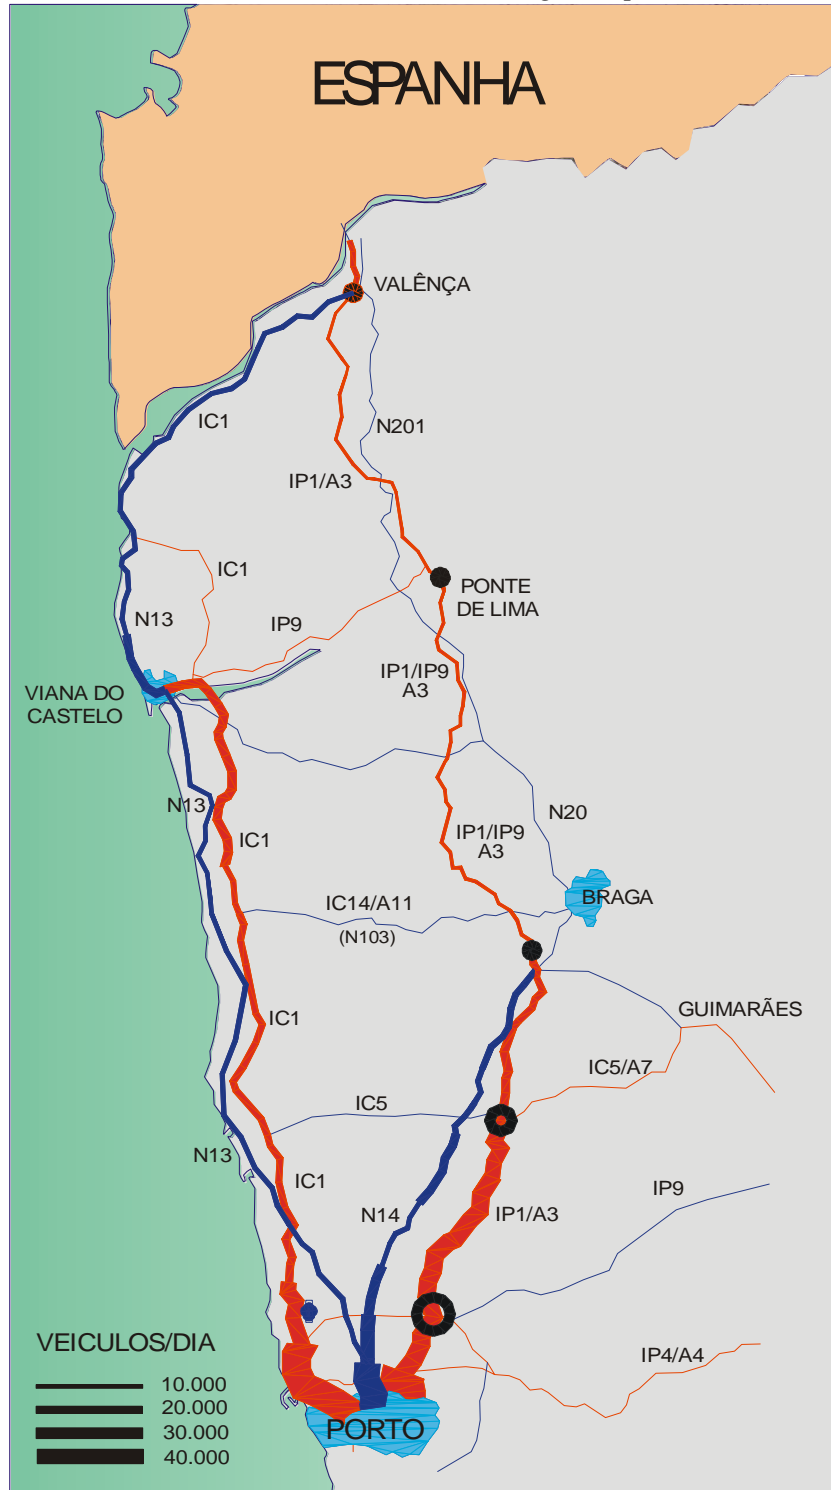 ESPANHA
VALÊNÇA
IC1
N201
IP1/A3
IC1
PONTE
DE LIMA
N13
IP9
IP1/IP9
A3
VIANA DO
CASTELO
N13
N20
IC1
IP1/IP9
A3
BRAGA
IC14/A11
(N103)
GUIMARÃES
IC1
IC5/A7
IC5
N13
IC1
IP9
N14
IP1/A3
VEICULOS/DIA
IP4/A4
10.000
20.000
30.000
40.000
PORTO